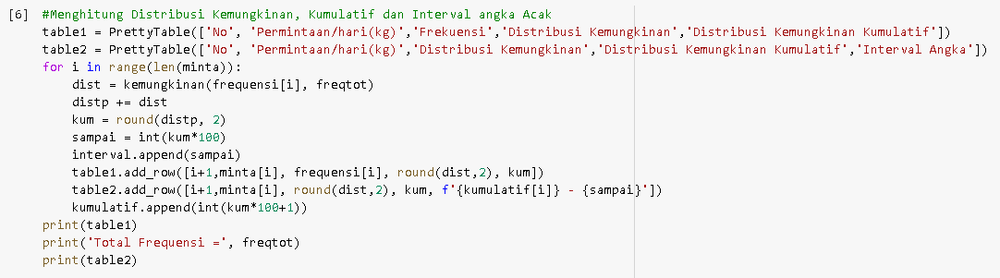 [6] #Menghitung Distribusi Kemungkinan, Kumulatif dan Interval angka Acak
table1 = PrettyTable(['No', 'Permintaan/hari(kg)','Frekuensi','Distribusi Kemungkinan','Distribusi Kemungkinan Kumulatif'])
table2 = PrettyTable(['No', 'Permintaan/hari(kg)','Distribusi Kemungkinan','Distribusi Kemungkinan Kumulatif','Interval Angka'])
for i in range(len(minta)):
    dist = kemungkinan(frequensi[i], freqtot)
    distp += dist
    kum = round(distp, 2)
    sampai = int(kum*100)
    interval.append(sampai)
    table1.add_row([i+1,minta[i], frequensi[i], round(dist,2), kum])
    table2.add_row([i+1,minta[i], round(dist,2), kum, f'{kumulatif[i]} - {sampai}'])
    kumulatif.append(int(kum*100+1))
print(table1)
print('Total Frequensi =', freqtot)
print(table2)